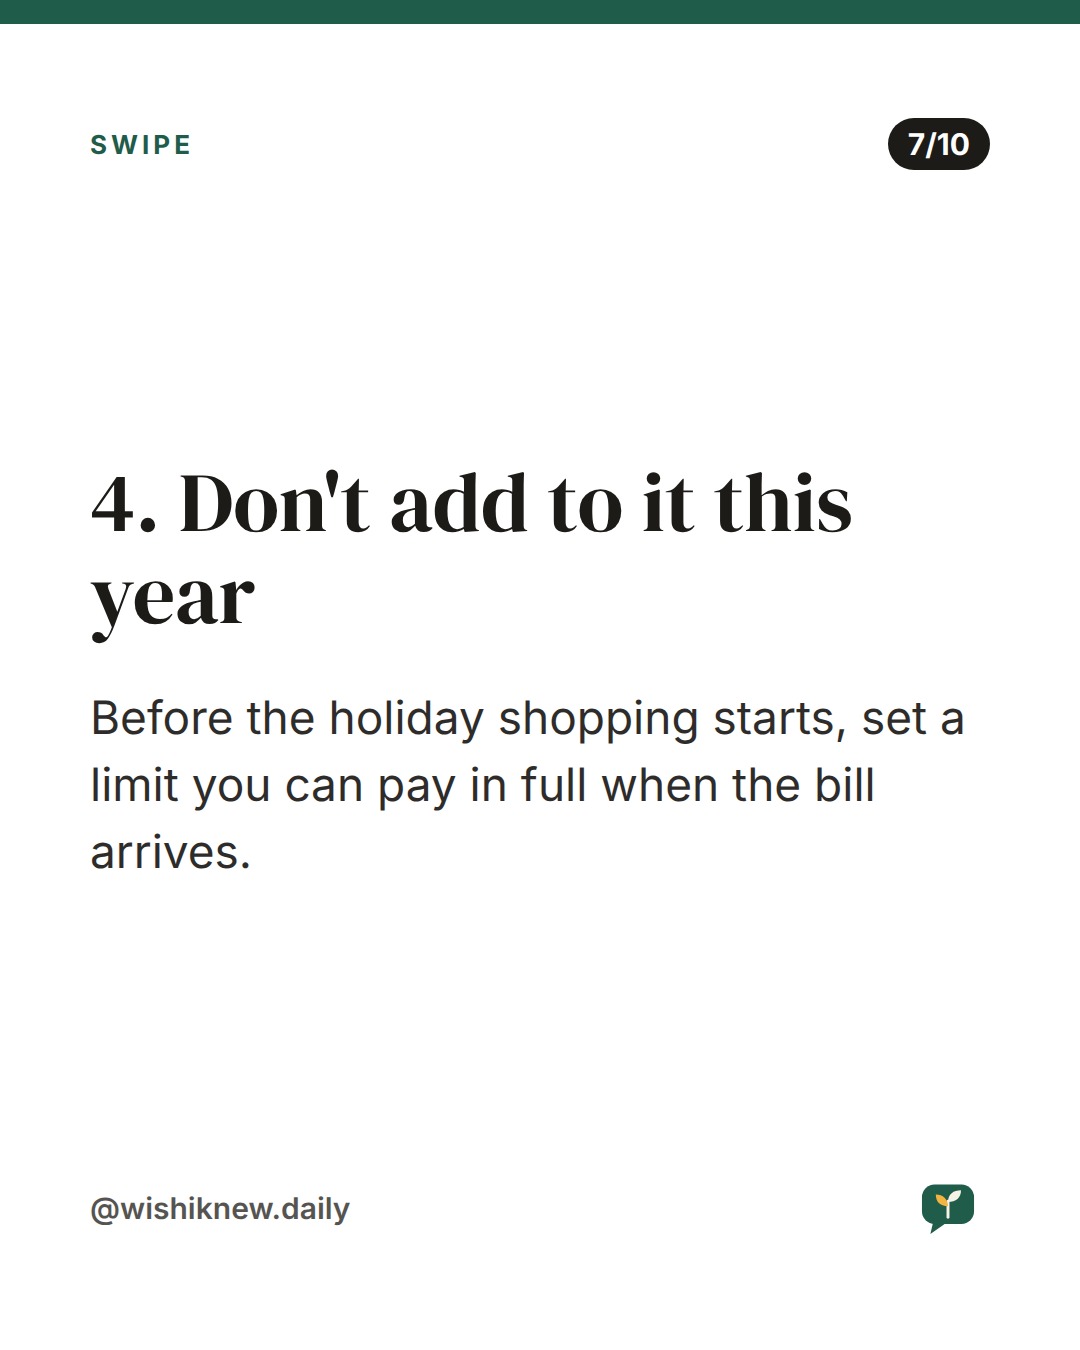 SWIPE
7/10
4. Don't add to it this
year
Before the holiday shopping starts, set a
limit you can pay in full when the bill
arrives.
@wishiknew.daily